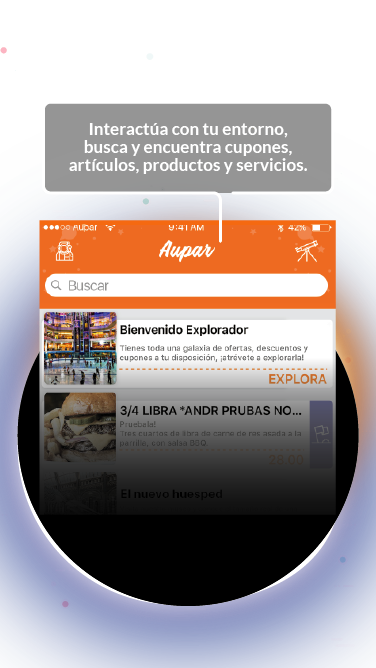 Interactúa con tu entorno,
busca y encuentra cupones,
artículos, productos y servicios.
Aupar 9:41 AM 42%
Aupar
Buscar
Bienvenido Explorador
Tienes toda una galaxia de ofertas, descuentos y
cupones a tu disposición, ¡atrévete a explorarla!
EXPLORA
3/4 LIBRA *ANDR PRUBAS NO...
Pruebala!
Tres cuartos de libra de carne de res asada a la
parrilla, con salsa BBQ.
26.00
El nuevo huesped